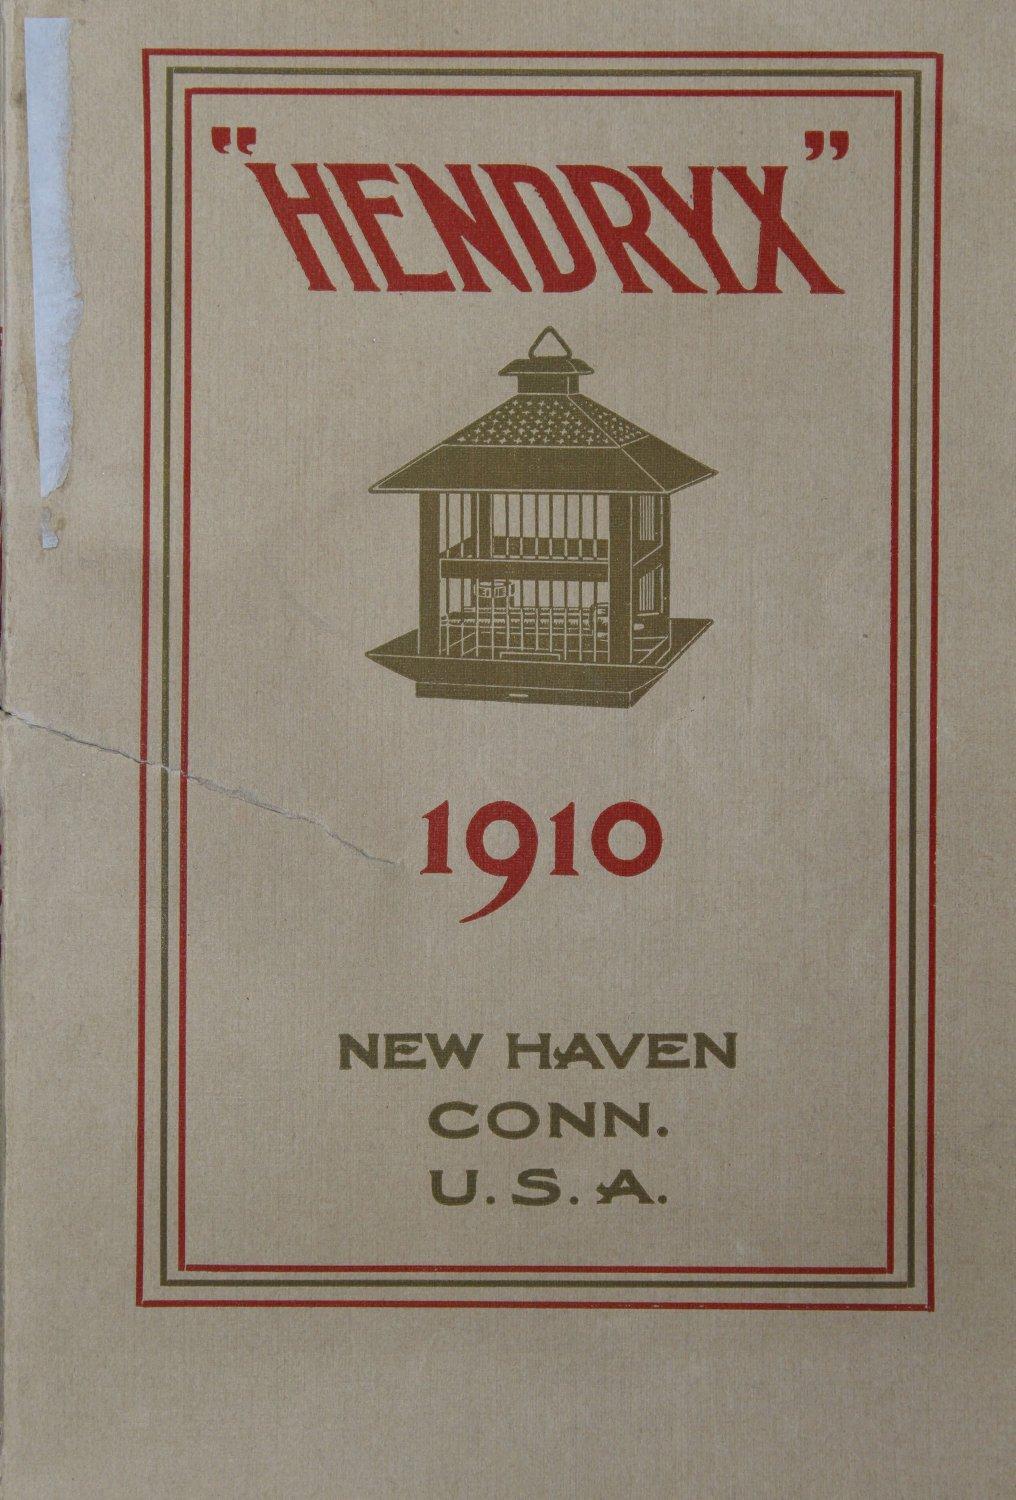 "HENDRYX"
1910
NEW HAVEN
CONN.
U.S.A.